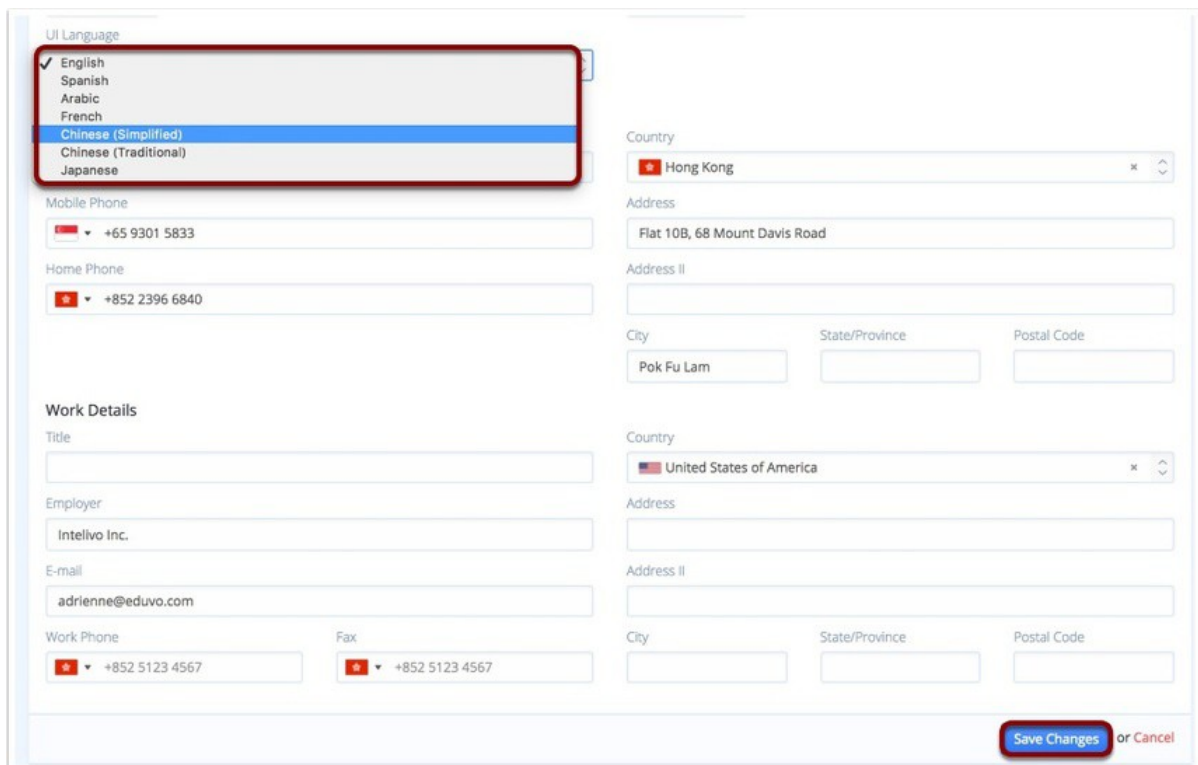 UI Language
English
Spanish
Arabic
French
Chinese (Simplified)
Chinese (Traditional)
Japanese
Country
Hong Kong
Mobile Phone
+65 9301 5833
Address
Flat 10B, 68 Mount Davis Road
Home Phone
+852 2396 6840
Address II
City
State/Province
Postal Code
Pok Fu Lam
Work Details
Title
Country
United States of America
Employer
Intelivo Inc.
Address
E-mail
adrienne@eduvo.com
Address II
Work Phone
Fax
+852 5123 4567
+852 5123 4567
City
State/Province
Postal Code
Save Changes or Cancel